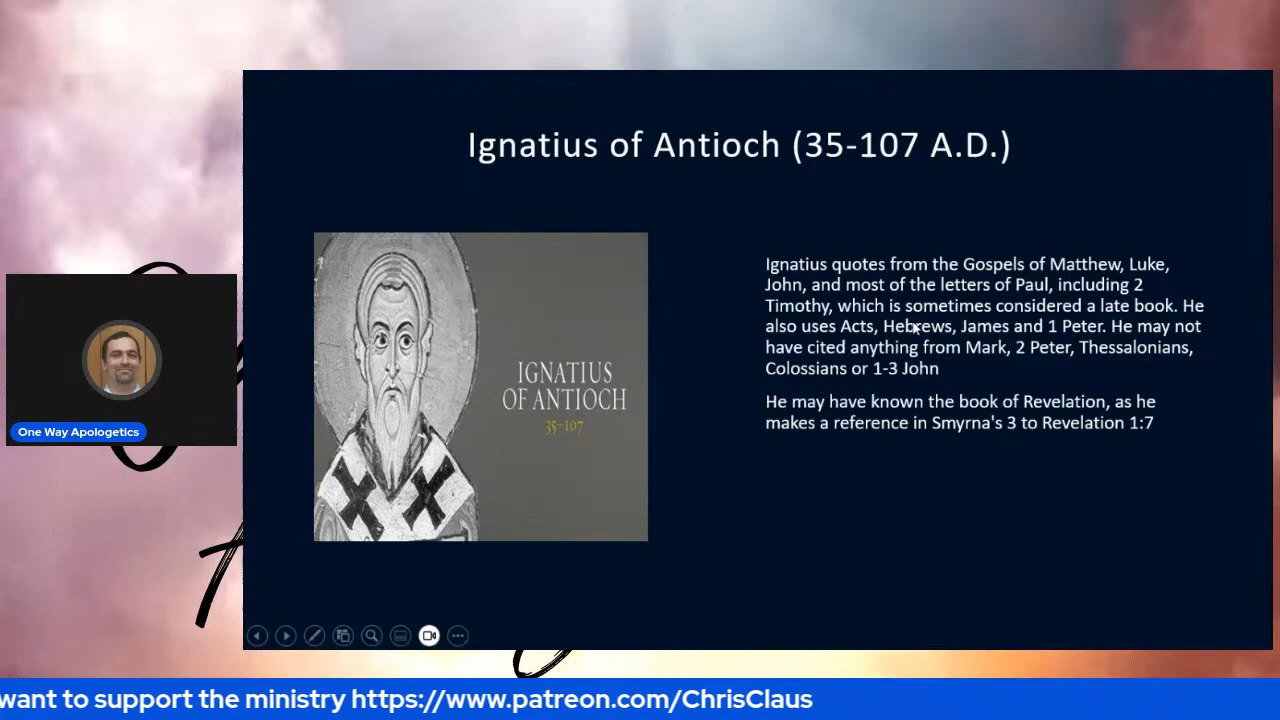 Ignatius of Antioch (35-107 A.D.)
IGNATIUS
OF ANTIOCH
35-107
Ignatius quotes from the Gospels of Matthew, Luke,
John, and most of the letters of Paul, including 2
Timothy, which is sometimes considered a late book. He
also uses Acts, Hebrews, James and 1 Peter. He may not
have cited anything from Mark, 2 Peter, Thessalonians,
Colossians or 1-3 John
He may have known the book of Revelation, as he
makes a reference in Smyrna's 3 to Revelation 1:7
One Way Apologetics
want to support the ministry https://www.patreon.com/ChrisClaus